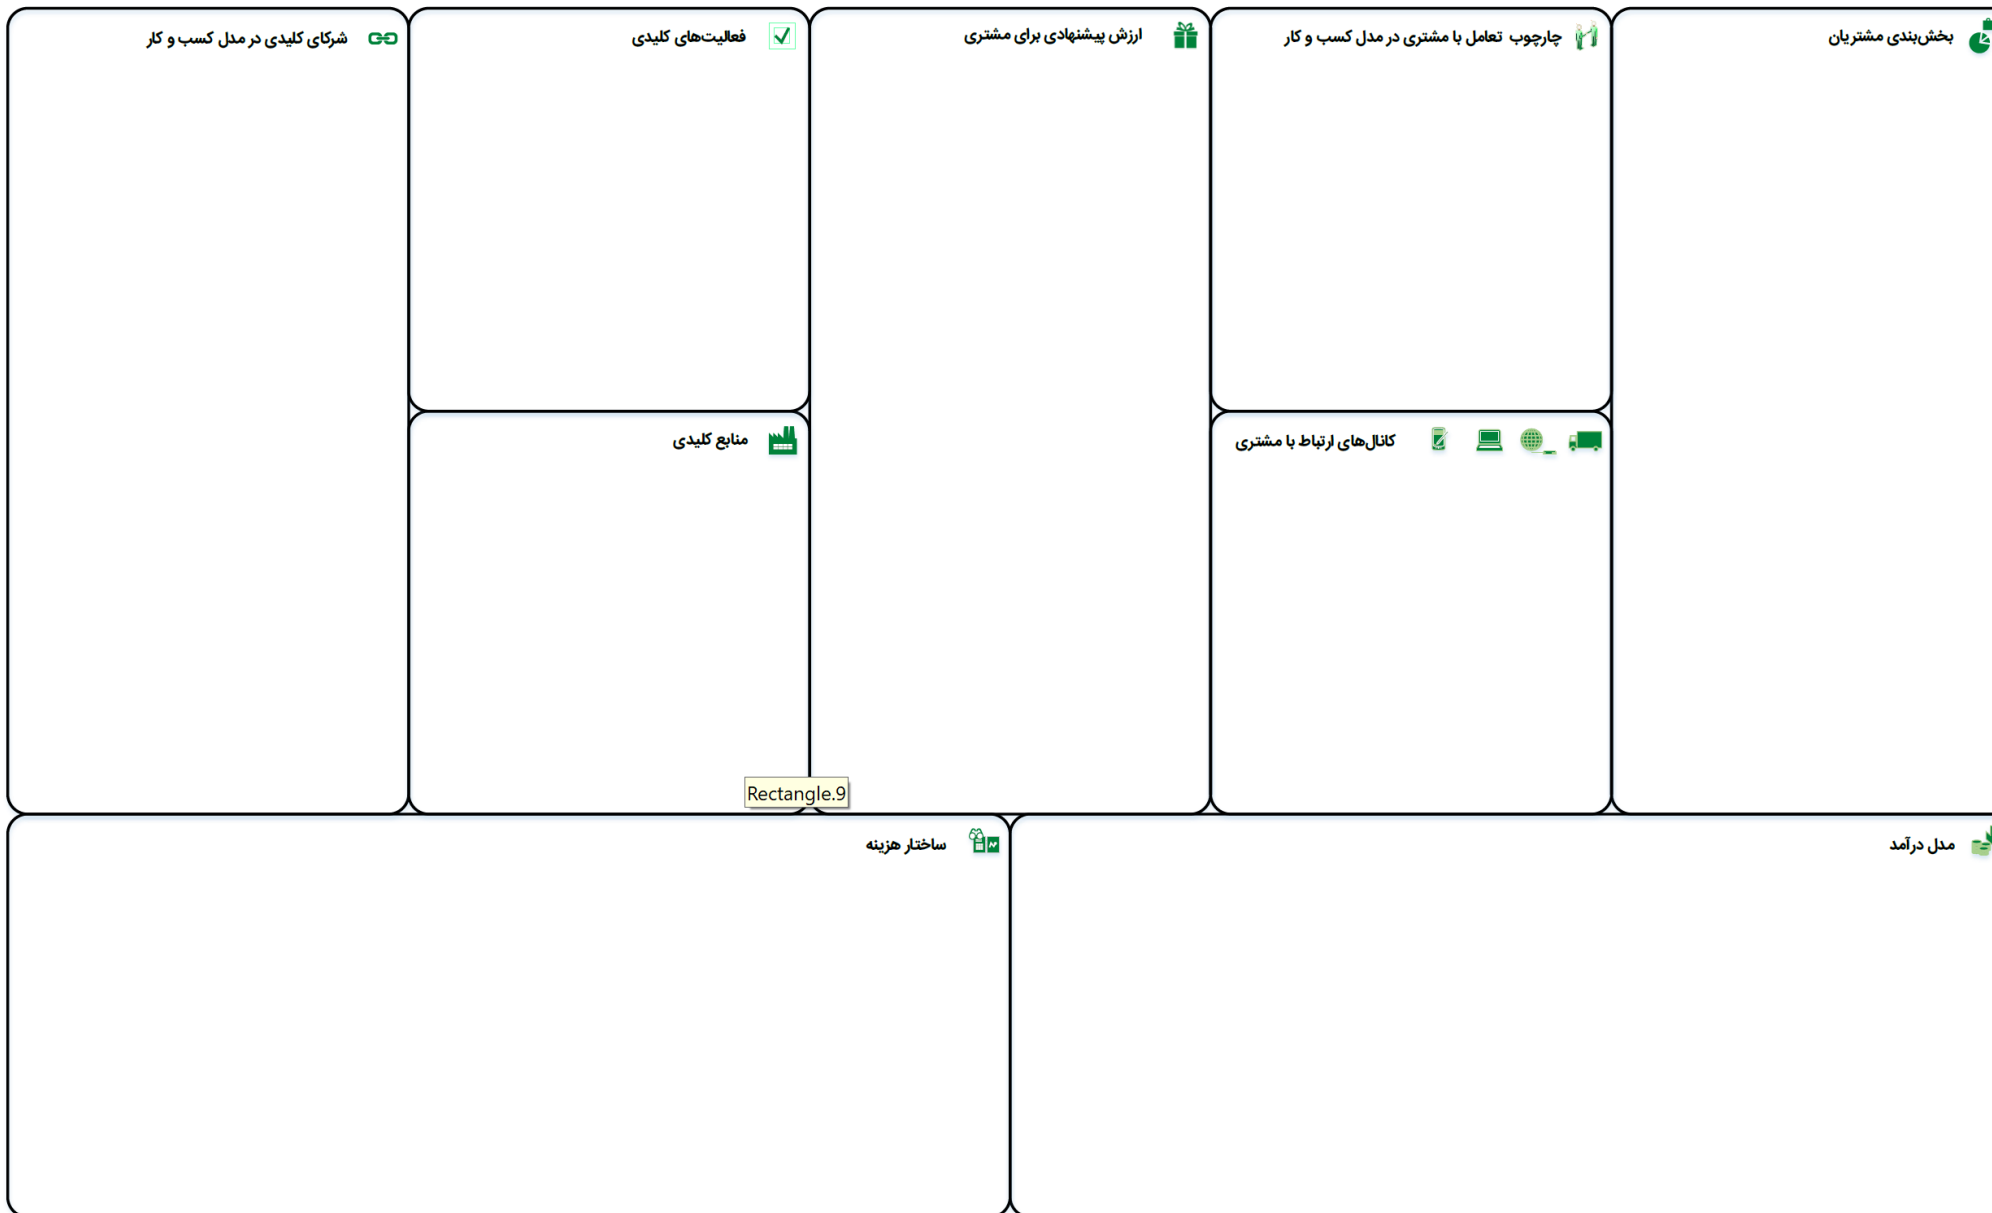 بخش‌بندی مشتریان
چارچوب تعامل با مشتری در مدل کسب و کار
ارزش پیشنهادی برای مشتری
فعالیت‌های کلیدی
شرکای کلیدی در مدل کسب و کار
کانال‌های ارتباط با مشتری
منابع کلیدی
Rectangle.9
مدل درآمد
ساختار هزینه